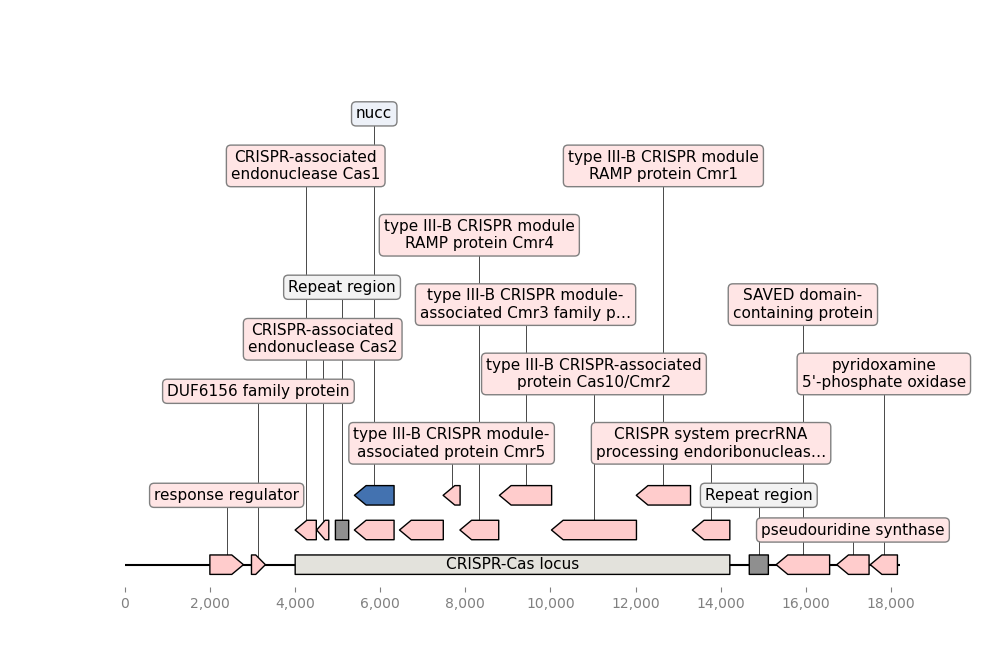 nucc
CRISPR-associated
endonuclease Cas1
type III-B CRISPR module
RAMP protein Cmr1
type III-B CRISPR module
RAMP protein Cmr4
Repeat region
type III-B CRISPR module-
associated Cmr3 family p...
SAVED domain-
containing protein
CRISPR-associated
endonuclease Cas2
type III-B CRISPR-associated
protein Cas10/Cmr2
pyridoxamine
5'-phosphate oxidase
DUF6156 family protein
type III-B CRISPR module-
associated protein Cmr5
CRISPR system precrRNA
processing endoribonucleas...
response regulator
Repeat region
pseudouridine synthase
CRISPR-Cas locus
0 2,000 4,000 6,000 8,000 10,000 12,000 14,000 16,000 18,000